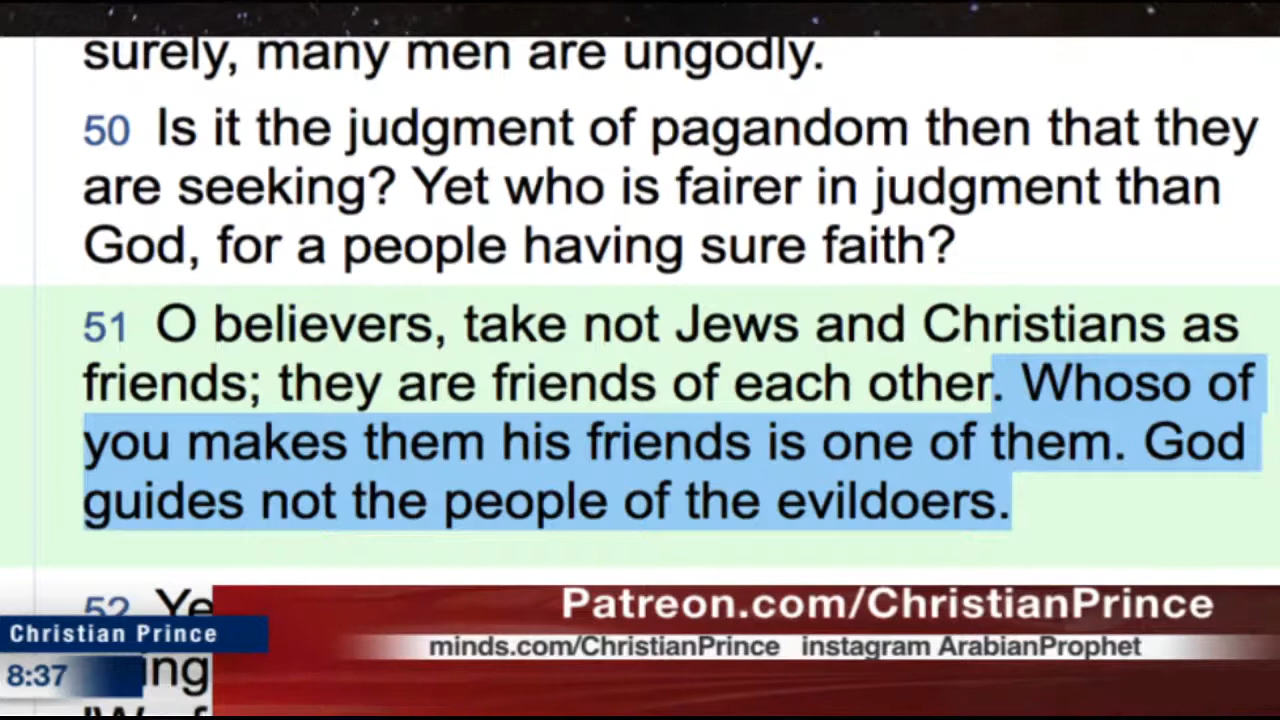 surely, many men are ungodly.
50 Is it the judgment of pagandom then that they
are seeking? Yet who is fairer in judgment than
God, for a people having sure faith?
51 O believers, take not Jews and Christians as
friends; they are friends of each other. Whoso of
you makes them his friends is one of them. God
guides not the people of the evildoers.
52 Ye
Patreon.com/ChristianPrince
Christian Prince
minds.com/ChristianPrince instagram ArabianProphet
8:37
ing